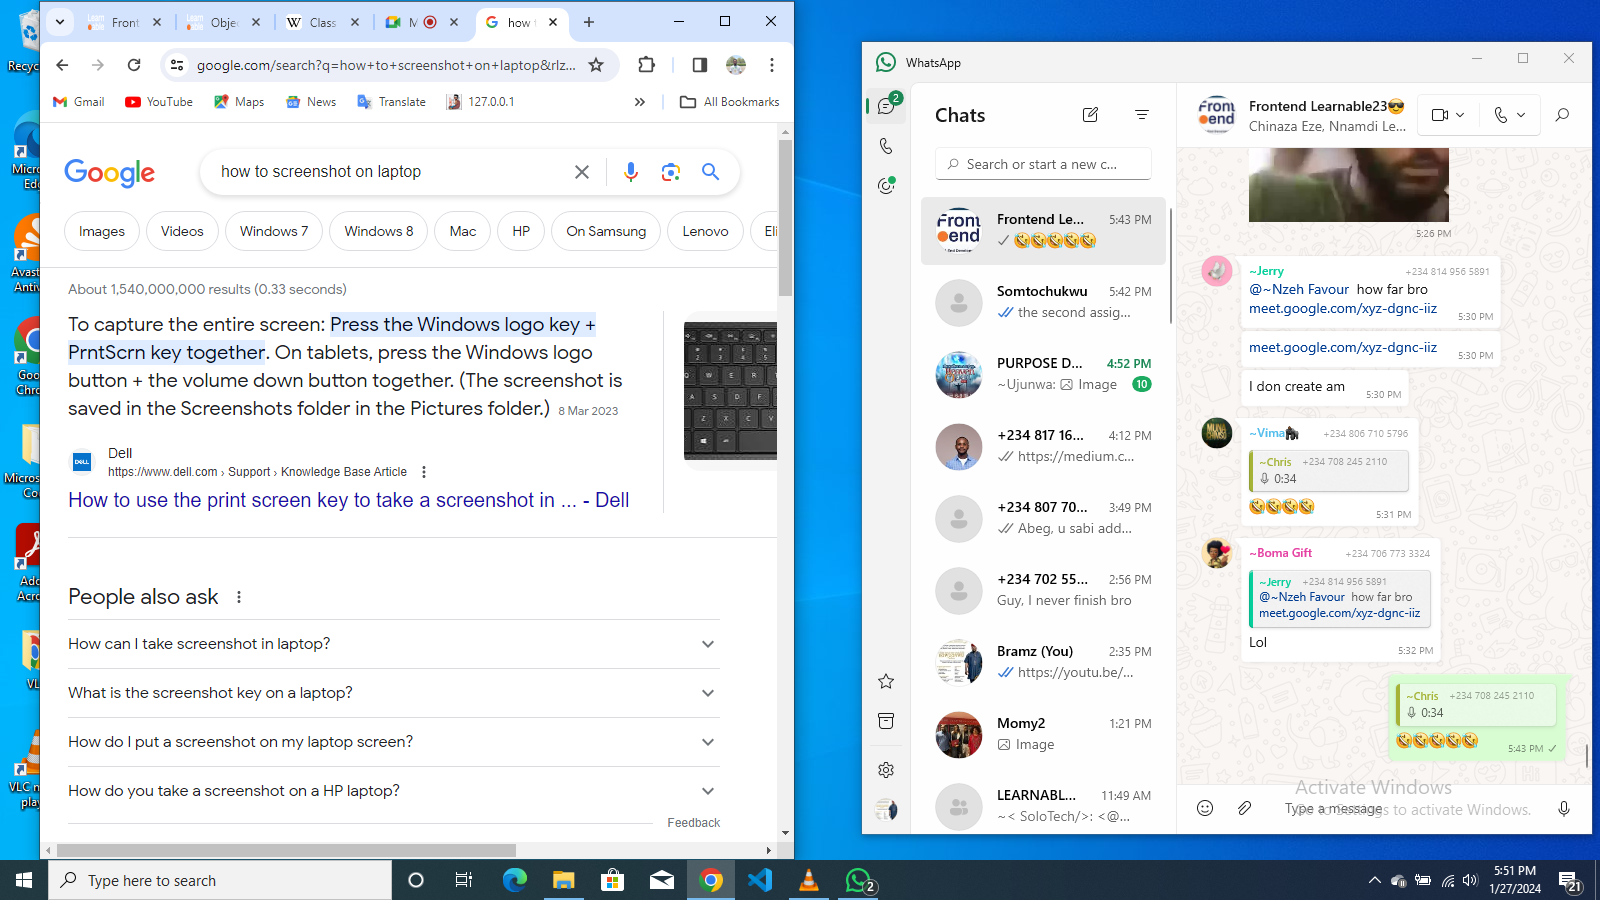 Recyc
Micro
Edg
Avast
Antiv
Goo
Chro
Microso
Co
Ado
Acro
VL
VLC m
play
Front
Objec
Class
M
how t
google.com/search?q=how+to+screenshot+on+laptop&rlz...
Gmail
YouTube
Maps
News
Translate
127.0.0.1
»
All Bookmarks
Google
how to screenshot on laptop
Images
Videos
Windows 7
Windows 8
Mac
HP
On Samsung
Lenovo
Eli
About 1,540,000,000 results (0.33 seconds)
To capture the entire screen: Press the Windows logo key +
PrntScrn key together. On tablets, press the Windows logo
button + the volume down button together. (The screenshot is
saved in the Screenshots folder in the Pictures folder.) 8 Mar 2023
Dell
https://www.dell.com › Support › Knowledge Base Article
How to use the print screen key to take a screenshot in ... - Dell
People also ask
How can I take screenshot in laptop?
What is the screenshot key on a laptop?
How do I put a screenshot on my laptop screen?
How do you take a screenshot on a HP laptop?
Feedback
WhatsApp
2
Chats
Search or start a new c...
Frontend Le... 5:43 PM
🤣🤣🤣🤣🤣
Somtochukwu 5:42 PM
the second assig...
PURPOSE D... 4:52 PM
~Ujunwa: Image 10
+234 817 16... 4:12 PM
https://medium.c...
+234 807 70... 3:49 PM
Abeg, u sabi add...
+234 702 55... 2:56 PM
Guy, I never finish bro
Bramz (You) 2:35 PM
https://youtu.be/...
Momy2 1:21 PM
Image
LEARNABL... 11:49 AM
~< SoloTech/>: <@...
Frontend Learnable23😎
Chinaza Eze, Nnamdi Le...
5:26 PM
~Jerry +234 814 956 5891
@~Nzeh Favour how far bro
meet.google.com/xyz-dgnc-iiz
5:30 PM
meet.google.com/xyz-dgnc-iiz
5:30 PM
I don create am
5:30 PM
~Vima🦍 +234 806 710 5796
~Chris +234 708 245 2110
0:34
🤣🤣🤣🤣
5:31 PM
~Boma Gift +234 706 773 3324
~Jerry +234 814 956 5891
@~Nzeh Favour how far bro
meet.google.com/xyz-dgnc-iiz
Lol
5:32 PM
~Chris +234 708 245 2110
0:34
🤣🤣🤣🤣🤣
5:43 PM
Activate Windows
Go to Settings to activate Windows.
Type a message
Type here to search
2
5:51 PM
1/27/2024
21